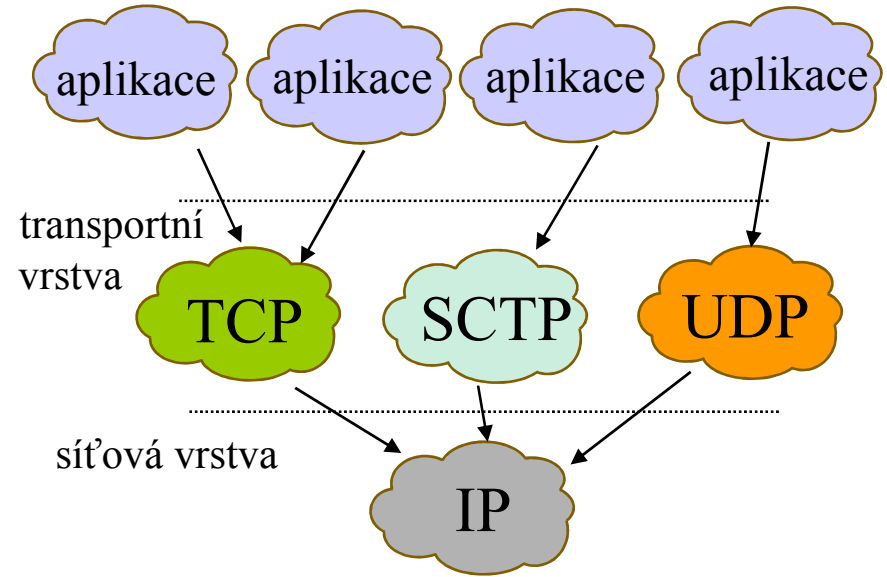 aplikace
aplikace
aplikace
aplikace
transportní
vrstva
TCP
SCTP
UDP
síťová vrstva
IP